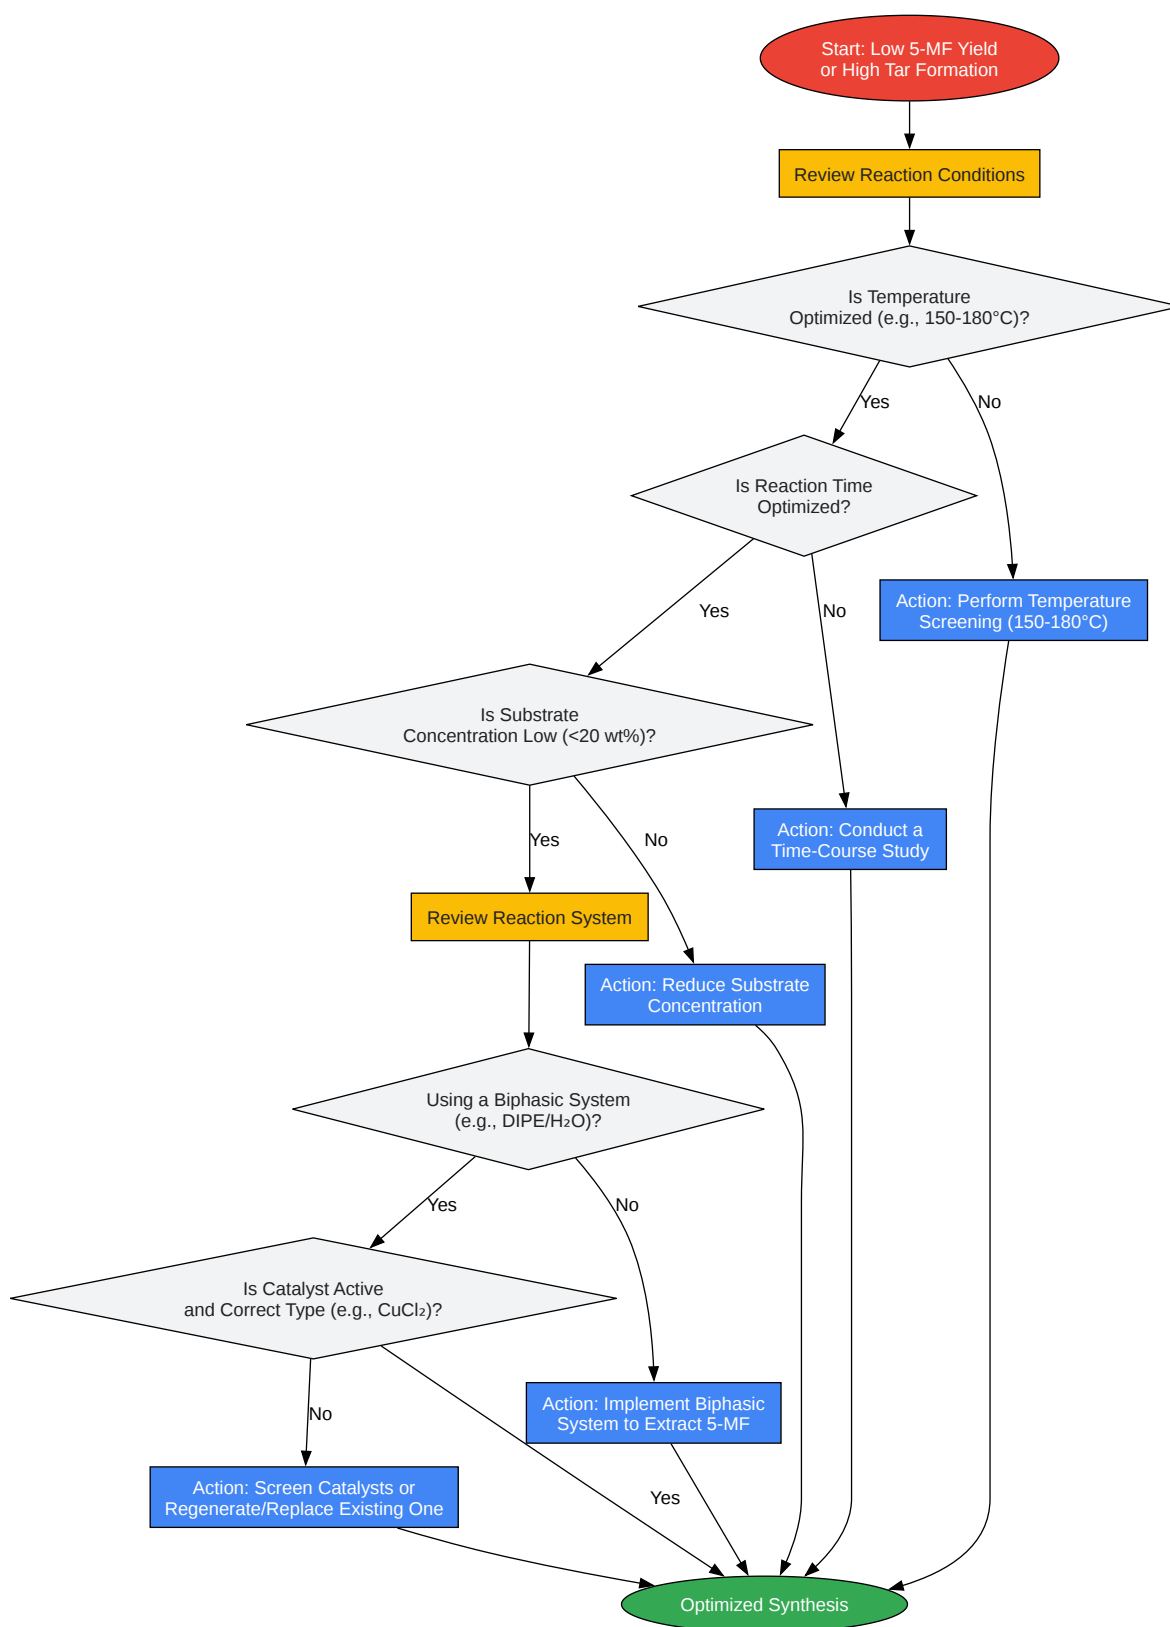 Start: Low 5-MF Yield
or High Tar Formation
Review Reaction Conditions
Is Temperature
Optimized (e.g., 150-180°C)?
Yes
No
Is Reaction Time
Optimized?
Action: Perform Temperature
Screening (150-180°C)
Yes
No
Is Substrate
Concentration Low (<20 wt%)?
Action: Conduct a
Time-Course Study
Yes
No
Review Reaction System
Action: Reduce Substrate
Concentration
Using a Biphasic System
(e.g., DIPE/H₂O)?
Yes
No
Is Catalyst Active
and Correct Type (e.g., CuCl₂)?
Action: Implement Biphasic
System to Extract 5-MF
No
Action: Screen Catalysts or
Regenerate/Replace Existing One
Yes
Optimized Synthesis